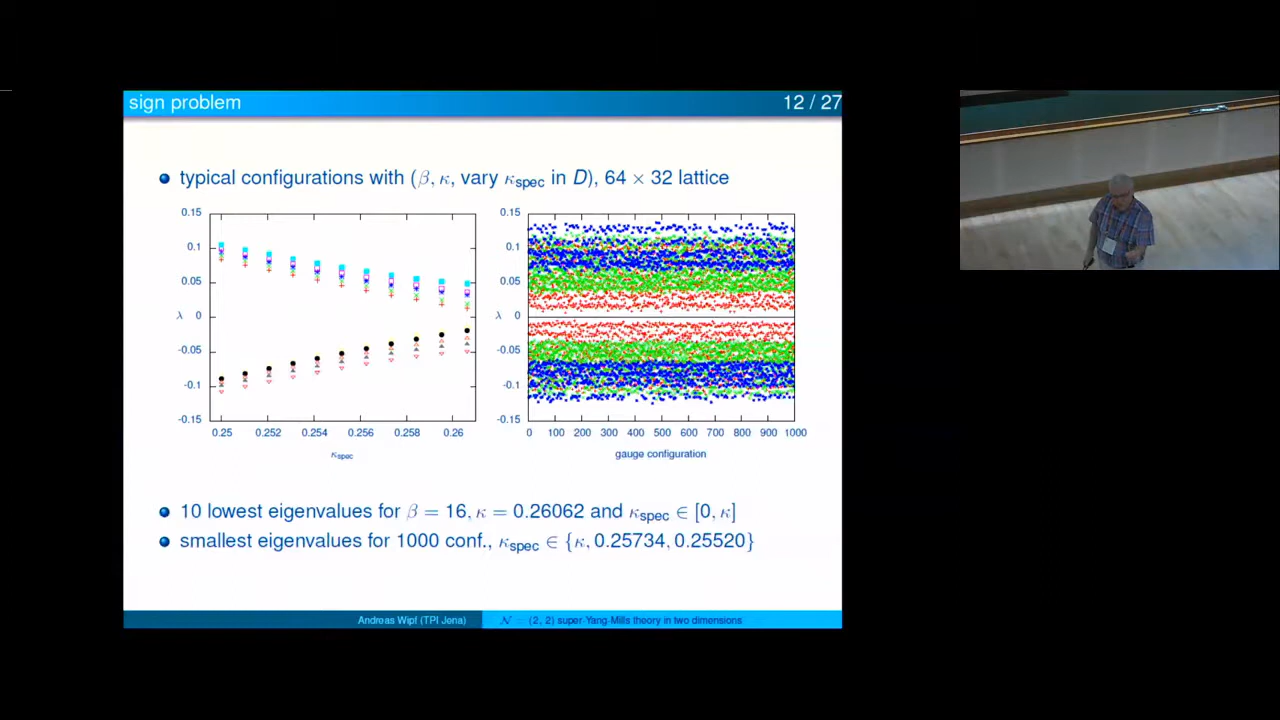 sign problem 12 / 27
typical configurations with (β, κ, vary κspec in D), 64 × 32 lattice
0.15 0.15
0.1 0.1
0.05 0.05
λ 0 λ 0
-0.05 -0.05
-0.1 -0.1
-0.15 -0.15
0.25 0.252 0.254 0.256 0.258 0.26 0 100 200 300 400 500 600 700 800 900 1000
κspec gauge configuration
10 lowest eigenvalues for β = 16, κ = 0.26062 and κspec ∈ [0, κ]
smallest eigenvalues for 1000 conf., κspec ∈ {κ, 0.25734, 0.25520}
Andreas Wipf (TPI Jena) N = (2, 2) super-Yang-Mills theory in two dimensions